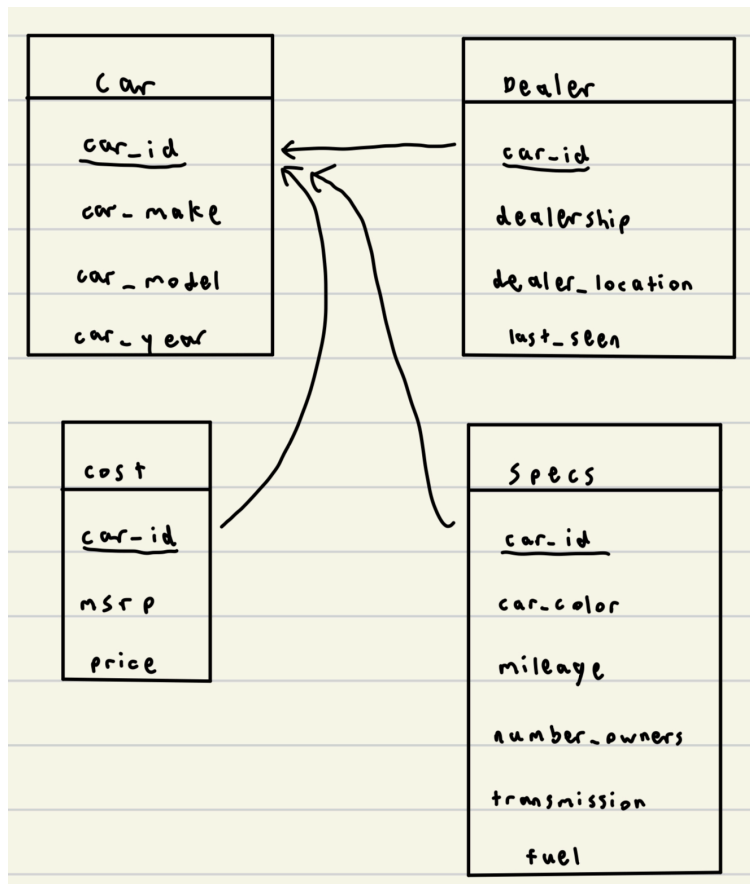 Car
car_id
car_make
car_model
car_year
Dealer
car_id
dealership
dealer_location
last_seen
cost
car_id
msrp
price
Specs
car_id
car_color
mileage
number_owners
transmission
fuel